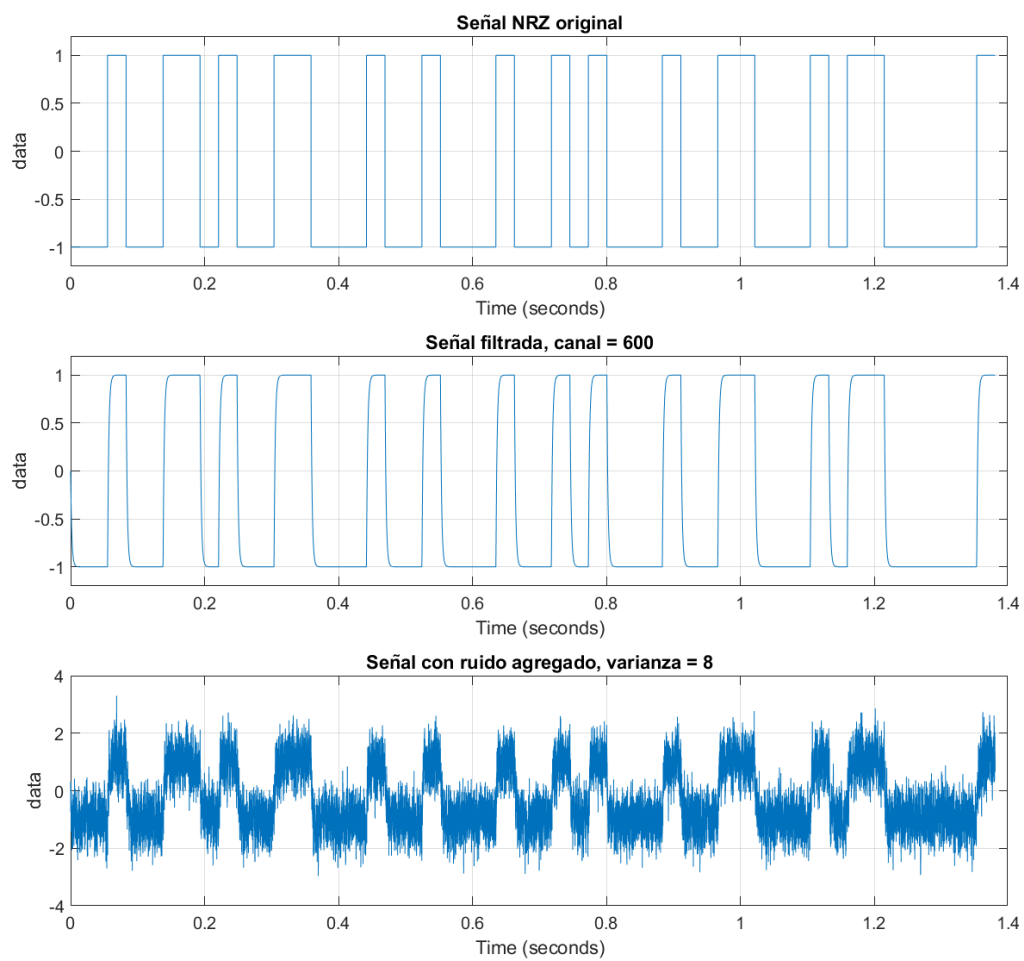 Señal NRZ original
1
0.5
0
-0.5
-1
data
0 0.2 0.4 0.6 0.8 1 1.2 1.4
Time (seconds)
Señal filtrada, canal = 600
1
0.5
0
-0.5
-1
data
0 0.2 0.4 0.6 0.8 1 1.2 1.4
Time (seconds)
Señal con ruido agregado, varianza = 8
4
2
0
-2
-4
data
0 0.2 0.4 0.6 0.8 1 1.2 1.4
Time (seconds)